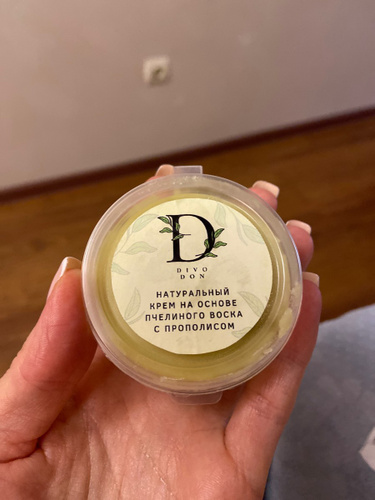 D
DIVO
DON
НАТУРАЛЬНЫЙ
КРЕМ НА ОСНОВЕ
ПЧЕЛИНОГО ВОСКА
С ПРОПОЛИСОМ